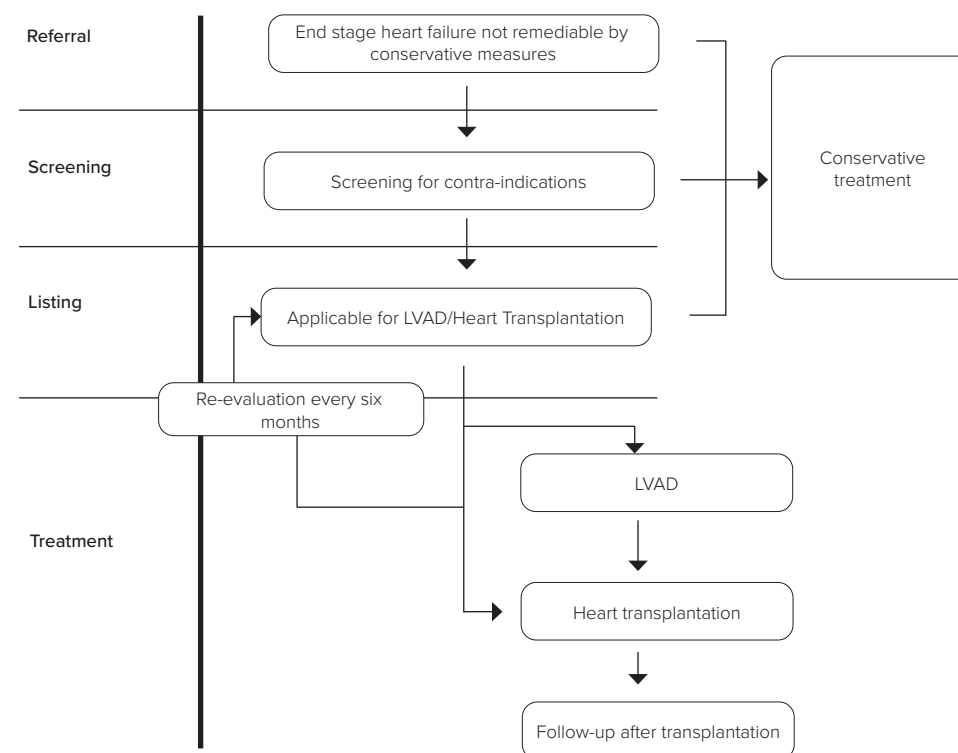 Referral
End stage heart failure not remediable by
conservative measures
Screening
Screening for contra-indications
Conservative
treatment
Listing
Applicable for LVAD/Heart Transplantation
Re-evaluation every six
months
LVAD
Treatment
Heart transplantation
Follow-up after transplantation